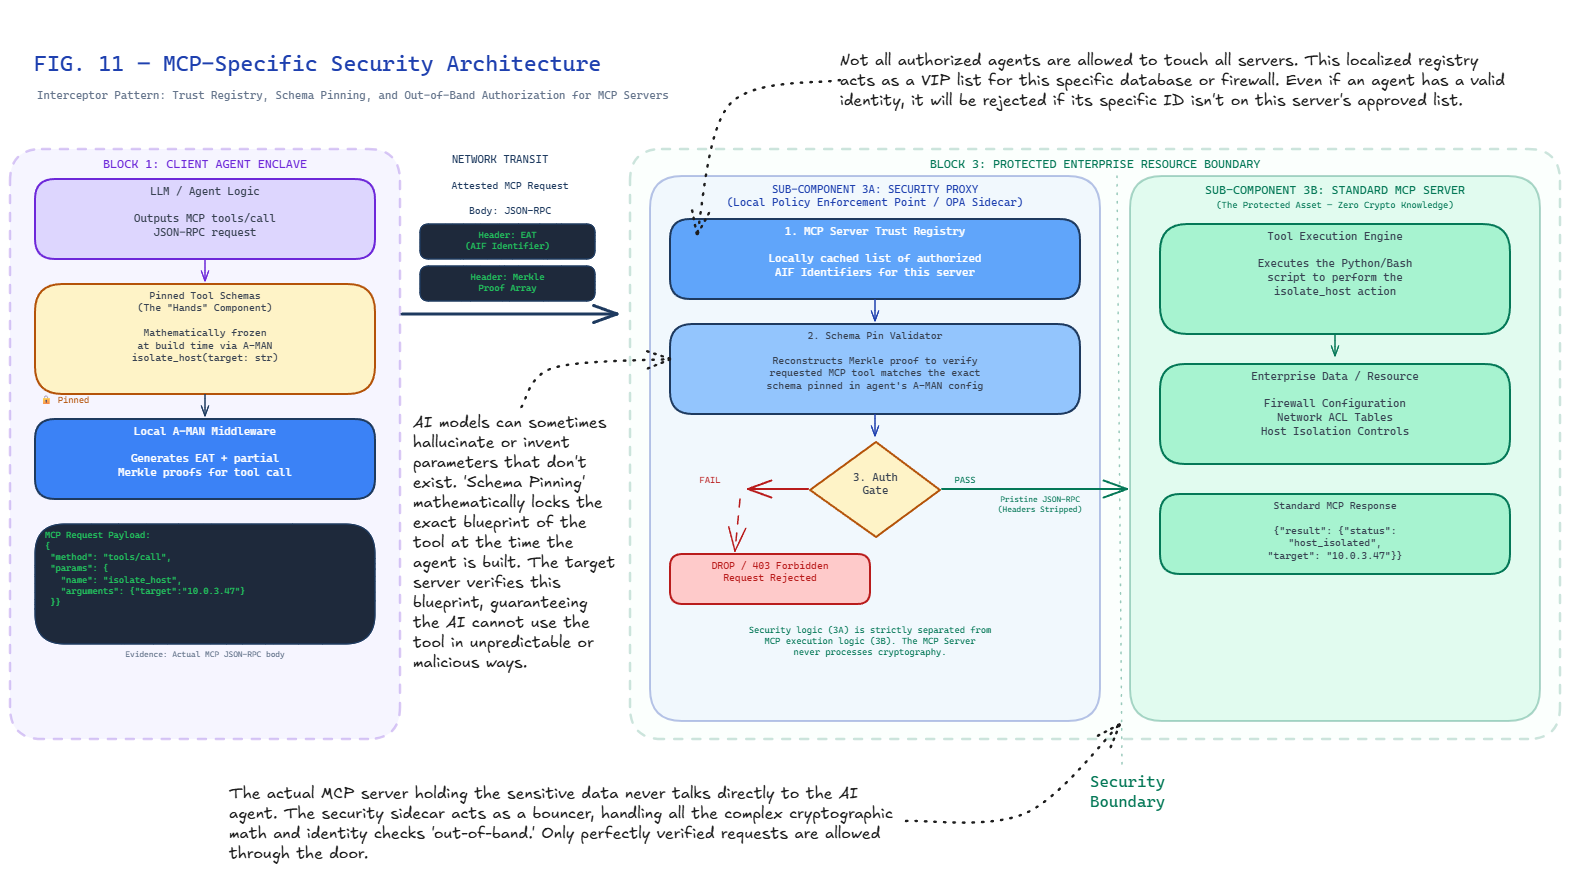 FIG. 11 — MCP-Specific Security Architecture
Interceptor Pattern: Trust Registry, Schema Pinning, and Out-of-Band Authorization for MCP Servers
Not all authorized agents are allowed to touch all servers. This localized registry
acts as a VIP list for this specific database or firewall. Even if an agent has a valid
identity, it will be rejected if its specific ID isn't on this server's approved list.
BLOCK 1: CLIENT AGENT ENCLAVE
LLM / Agent Logic
Outputs MCP tools/call
JSON-RPC request
Pinned Tool Schemas
(The "Hands" Component)
Mathematically frozen
at build time via A-MAN
isolate_host(target: str)
🔒 Pinned
Local A-MAN Middleware
Generates EAT + partial
Merkle proofs for tool call
MCP Request Payload:
{
"method": "tools/call",
"params": {
"name": "isolate_host",
"arguments": {"target":"10.0.3.47"}
}}
Evidence: Actual MCP JSON-RPC body
NETWORK TRANSIT
Attested MCP Request
Body: JSON-RPC
Header: EAT
(AIF Identifier)
Header: Merkle
Proof Array
AI models can sometimes
hallucinate or invent
parameters that don't
exist. 'Schema Pinning'
mathematically locks the
exact blueprint of the
tool at the time the
agent is built. The target
server verifies this
blueprint, guaranteeing
the AI cannot use the
tool in unpredictable or
malicious ways.
BLOCK 3: PROTECTED ENTERPRISE RESOURCE BOUNDARY
SUB-COMPONENT 3A: SECURITY PROXY
(Local Policy Enforcement Point / OPA Sidecar)
1. MCP Server Trust Registry
Locally cached list of authorized
AIF Identifiers for this server
2. Schema Pin Validator
Reconstructs Merkle proof to verify
requested MCP tool matches the exact
schema pinned in agent's A-MAN config
3. Auth
Gate
FAIL
PASS
Pristine JSON-RPC
(Headers Stripped)
DROP / 403 Forbidden
Request Rejected
Security logic (3A) is strictly separated from
MCP execution logic (3B). The MCP Server
never processes cryptography.
SUB-COMPONENT 3B: STANDARD MCP SERVER
(The Protected Asset — Zero Crypto Knowledge)
Tool Execution Engine
Executes the Python/Bash
script to perform the
isolate_host action
Enterprise Data / Resource
Firewall Configuration
Network ACL Tables
Host Isolation Controls
Standard MCP Response
{"result": {"status":
"host_isolated",
"target": "10.0.3.47"}}
Security
Boundary
The actual MCP server holding the sensitive data never talks directly to the AI
agent. The security sidecar acts as a bouncer, handling all the complex cryptographic
math and identity checks 'out-of-band.' Only perfectly verified requests are allowed
through the door.